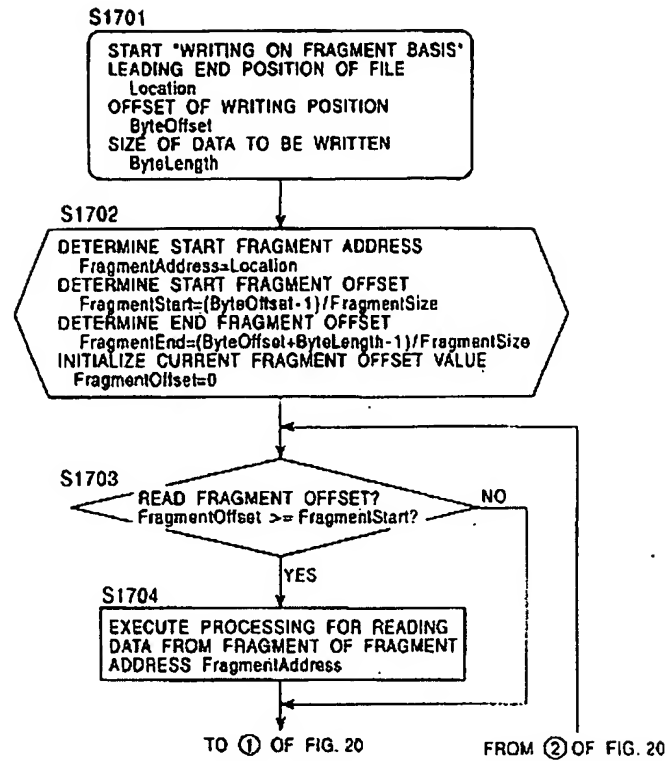 S1701
START "WRITING ON FRAGMENT BASIS"
LEADING END POSITION OF FILE
Location
OFFSET OF WRITING POSITION
ByteOffset
SIZE OF DATA TO BE WRITTEN
ByteLength
S1702
DETERMINE START FRAGMENT ADDRESS
FragmentAddress=Location
DETERMINE START FRAGMENT OFFSET
FragmentStart=(ByteOffset-1)/FragmentSize
DETERMINE END FRAGMENT OFFSET
FragmentEnd=(ByteOffset+ByteLength-1)/FragmentSize
INITIALIZE CURRENT FRAGMENT OFFSET VALUE
FragmentOffset=0
S1703
READ FRAGMENT OFFSET?
FragmentOffset >= FragmentStart?
NO
YES
S1704
EXECUTE PROCESSING FOR READING
DATA FROM FRAGMENT OF FRAGMENT
ADDRESS FragmentAddress
TO ① OF FIG. 20
FROM ② OF FIG. 20